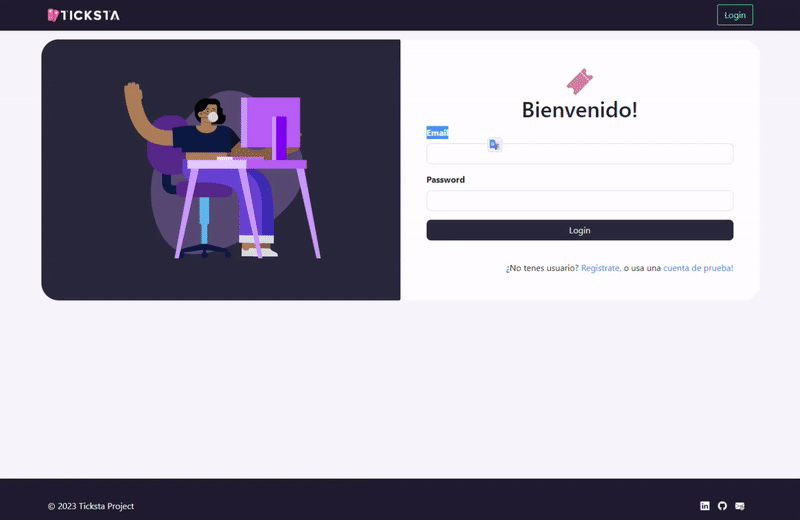 TICKSTA
Login
Bienvenido!
Email
Password
Login
¿No tenes usuario? Registrate, o usa una cuenta de prueba!
© 2023 Ticksta Project